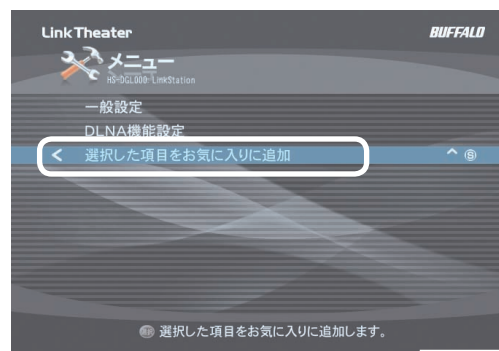 LinkTheater
BUFFALO
メニュー
HS-DGL000:LinkStation
一般設定
DLNA機能設定
< 選択した項目をお気に入りに追加
選択した項目をお気に入りに追加します。